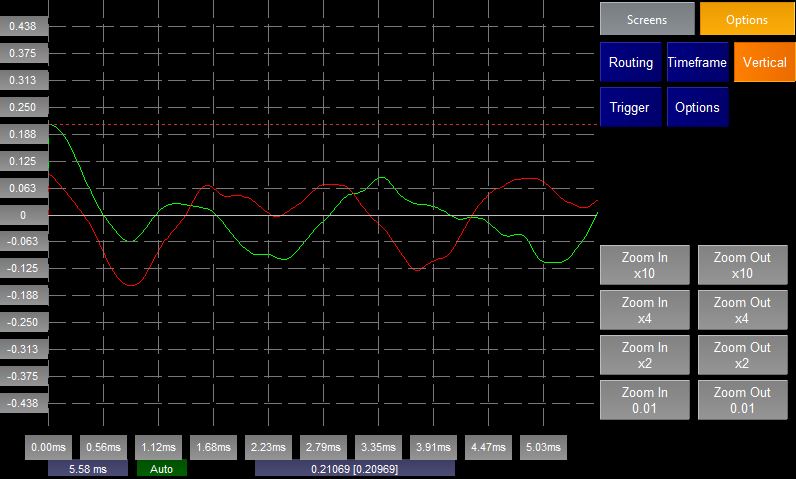 0.438
0.375
0.313
0.250
0.188
0.125
0.063
0
-0.063
-0.125
-0.188
-0.250
-0.313
-0.375
-0.438
0.00ms 0.56ms 1.12ms 1.68ms 2.23ms 2.79ms 3.35ms 3.91ms 4.47ms 5.03ms
5.58 ms Auto 0.21069 [0.20969]
Screens Options
Routing Timeframe Vertical
Trigger Options
Zoom In
x10
Zoom Out
x10
Zoom In
x4
Zoom Out
x4
Zoom In
x2
Zoom Out
x2
Zoom In
0.01
Zoom Out
0.01